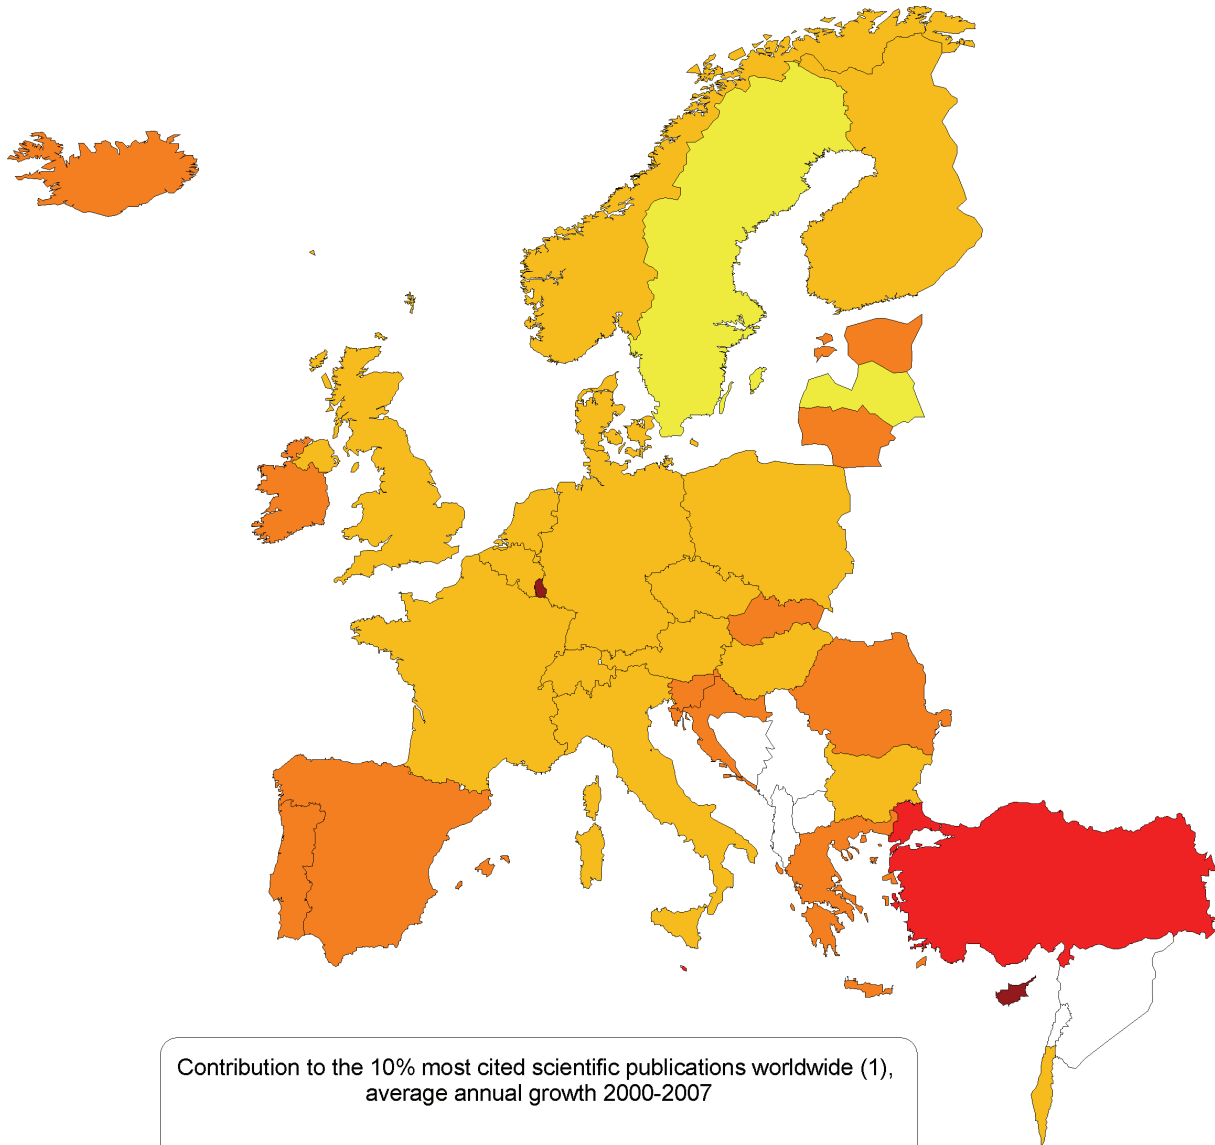 Contribution to the 10% most cited scientific publications worldwide (1),
average annual growth 2000-2007